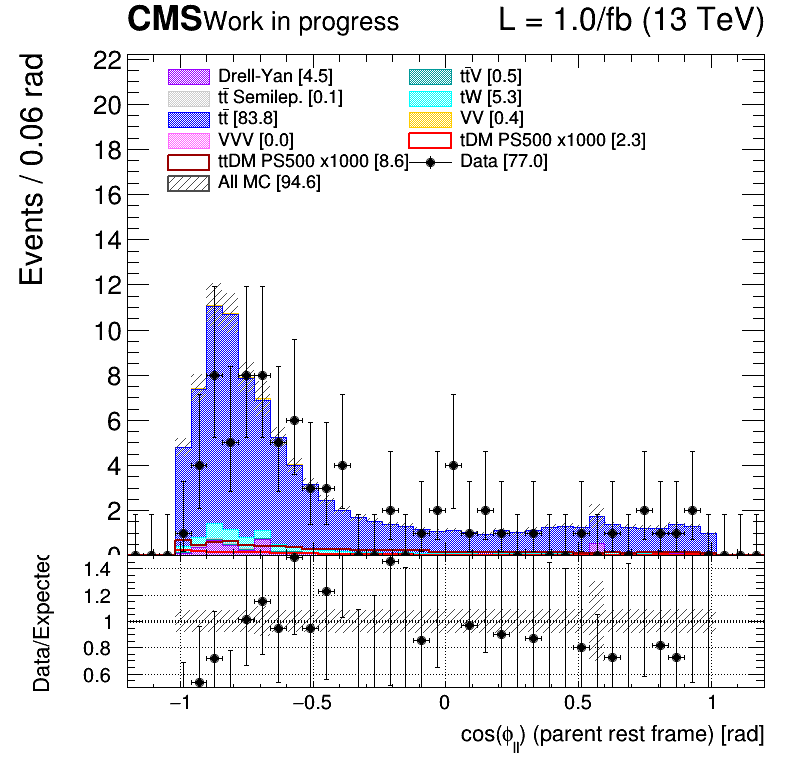 CMS Work in progress L = 1.0/fb (13 TeV)
Events / 0.06 rad
Drell-Yan [4.5] tt̄V [0.5]
tt̄ Semilep. [0.1] tW [5.3]
tt̄ [83.8] VV [0.4]
VVV [0.0] tDM PS500 x1000 [2.3]
ttDM PS500 x1000 [8.6] Data [77.0]
All MC [94.6]
22
20
18
16
14
12
10
8
6
4
2
0
Data/Expected
1.4
1.2
1
0.8
0.6
−1 −0.5 0 0.5 1
cos(ϕll) (parent rest frame) [rad]